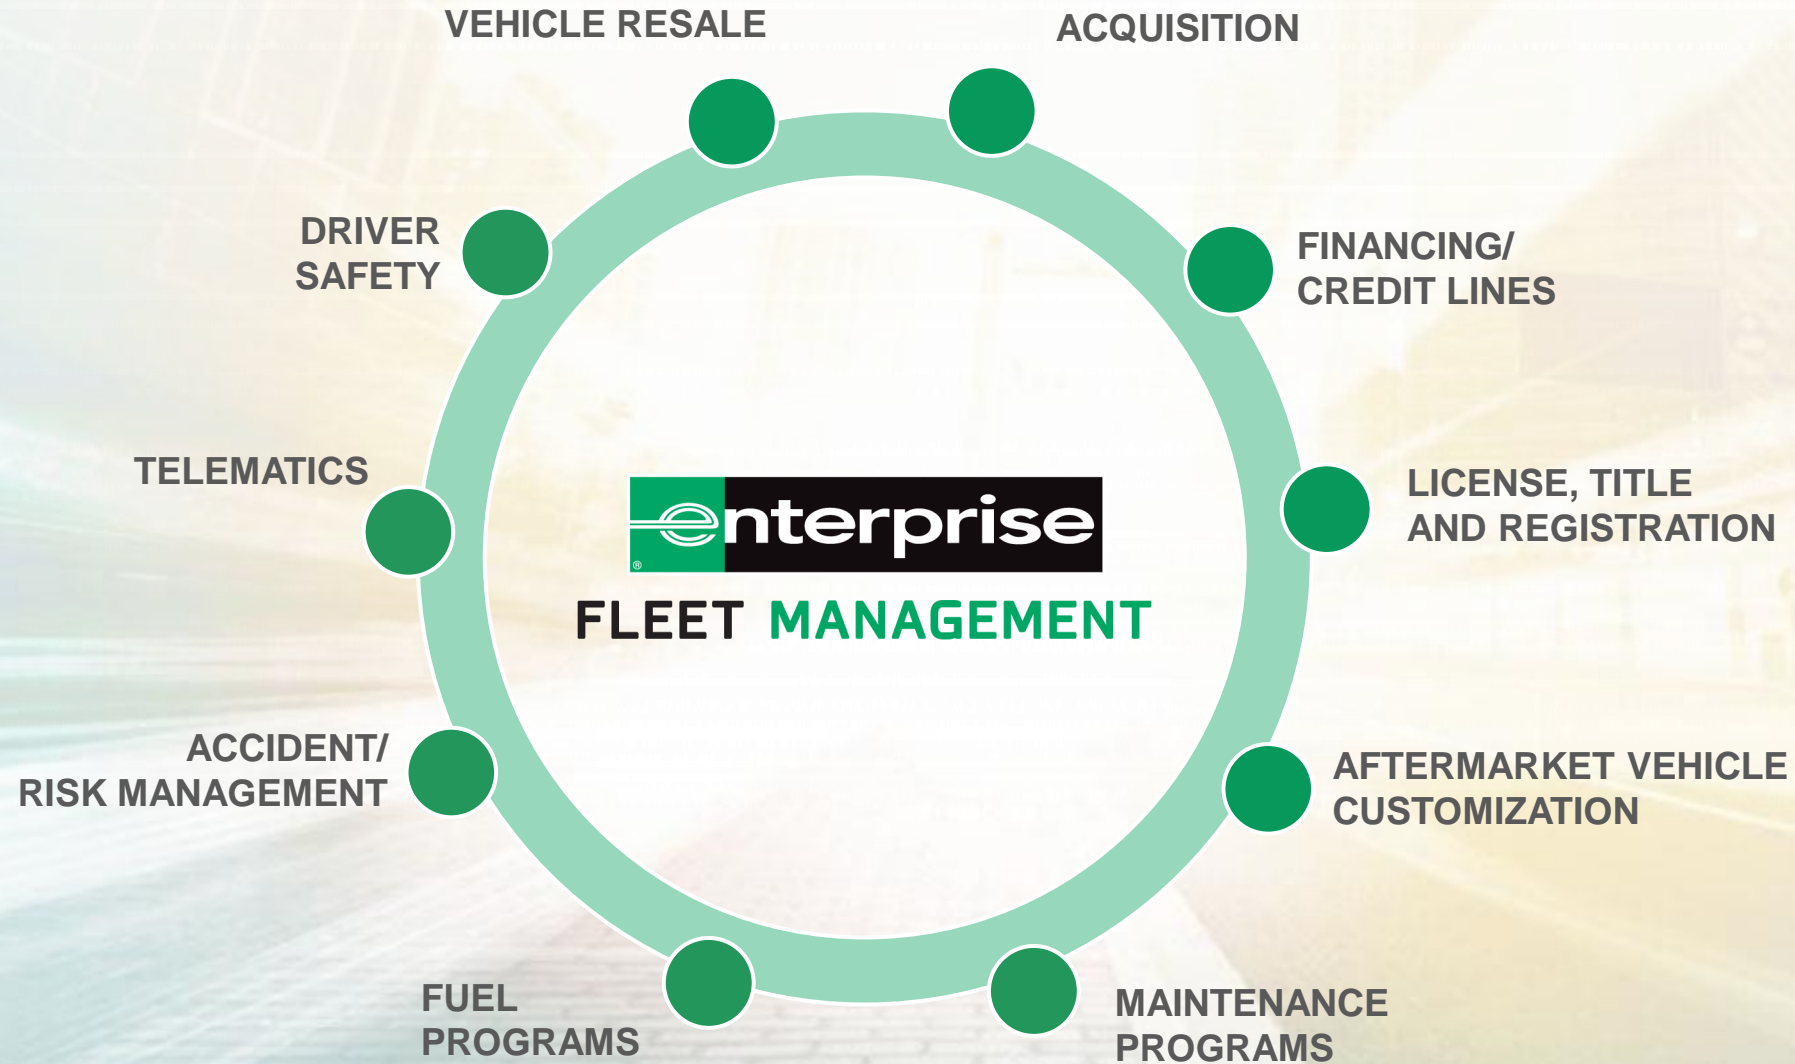 VEHICLE RESALE
ACQUISITION
DRIVER
SAFETY
FINANCING/
CREDIT LINES
TELEMATICS
LICENSE, TITLE
AND REGISTRATION
enterprise
®
FLEET MANAGEMENT
ACCIDENT/
RISK MANAGEMENT
AFTERMARKET VEHICLE
CUSTOMIZATION
FUEL
PROGRAMS
MAINTENANCE
PROGRAMS